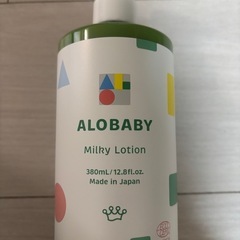 ALOBABY
Milky Lotion
380mL/12.8fl.oz.
Made in Japan